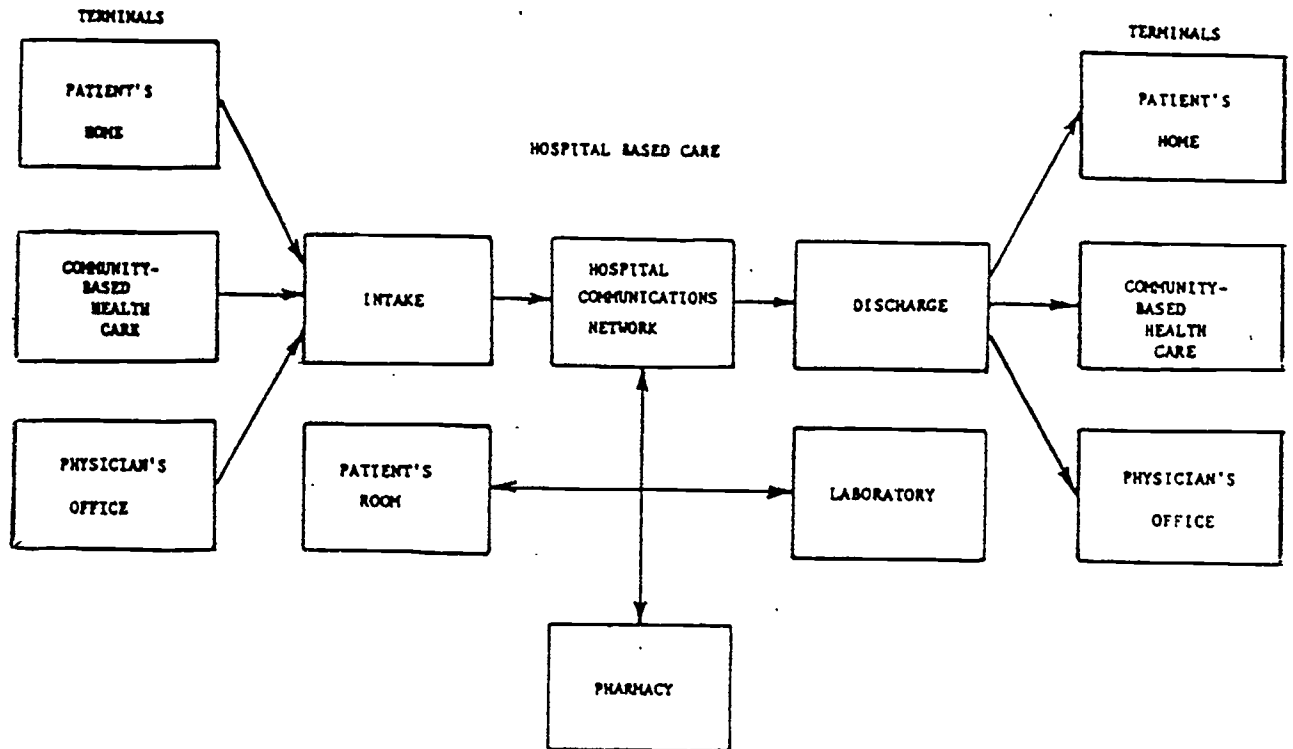 TERMINALS
PATIENT'S
HOME
COMMUNITY-
BASED
HEALTH
CARE
PHYSICIAN'S
OFFICE
HOSPITAL BASED CARE
INTAKE
HOSPITAL
COMMUNICATIONS
NETWORK
DISCHARGE
PATIENT'S
ROOM
LABORATORY
PHARMACY
TERMINALS
PATIENT'S
HOME
COMMUNITY-
BASED
HEALTH
CARE
PHYSICIAN'S
OFFICE